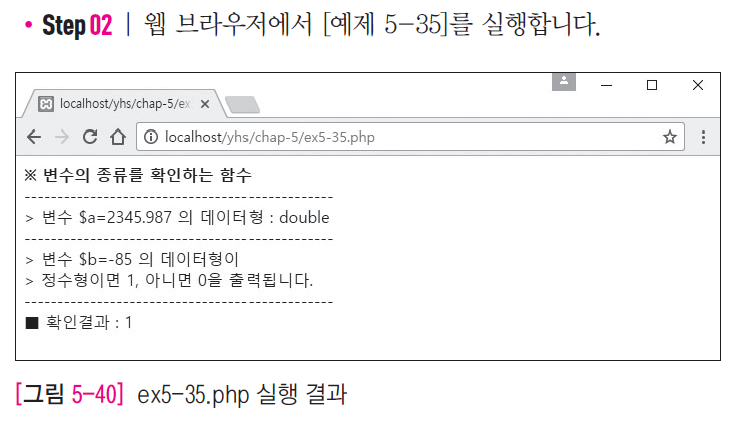 • Step 02 | 웹 브라우저에서 [예제 5-35]를 실행합니다.
localhost/yhs/chap-5/ex
localhost/yhs/chap-5/ex5-35.php
※ 변수의 종류를 확인하는 함수
--------------------------------------------
> 변수 $a=2345.987 의 데이터형 : double
--------------------------------------------
> 변수 $b=-85 의 데이터형이
> 정수형이면 1, 아니면 0을 출력됩니다.
--------------------------------------------
■ 확인결과 : 1
[그림 5-40] ex5-35.php 실행 결과